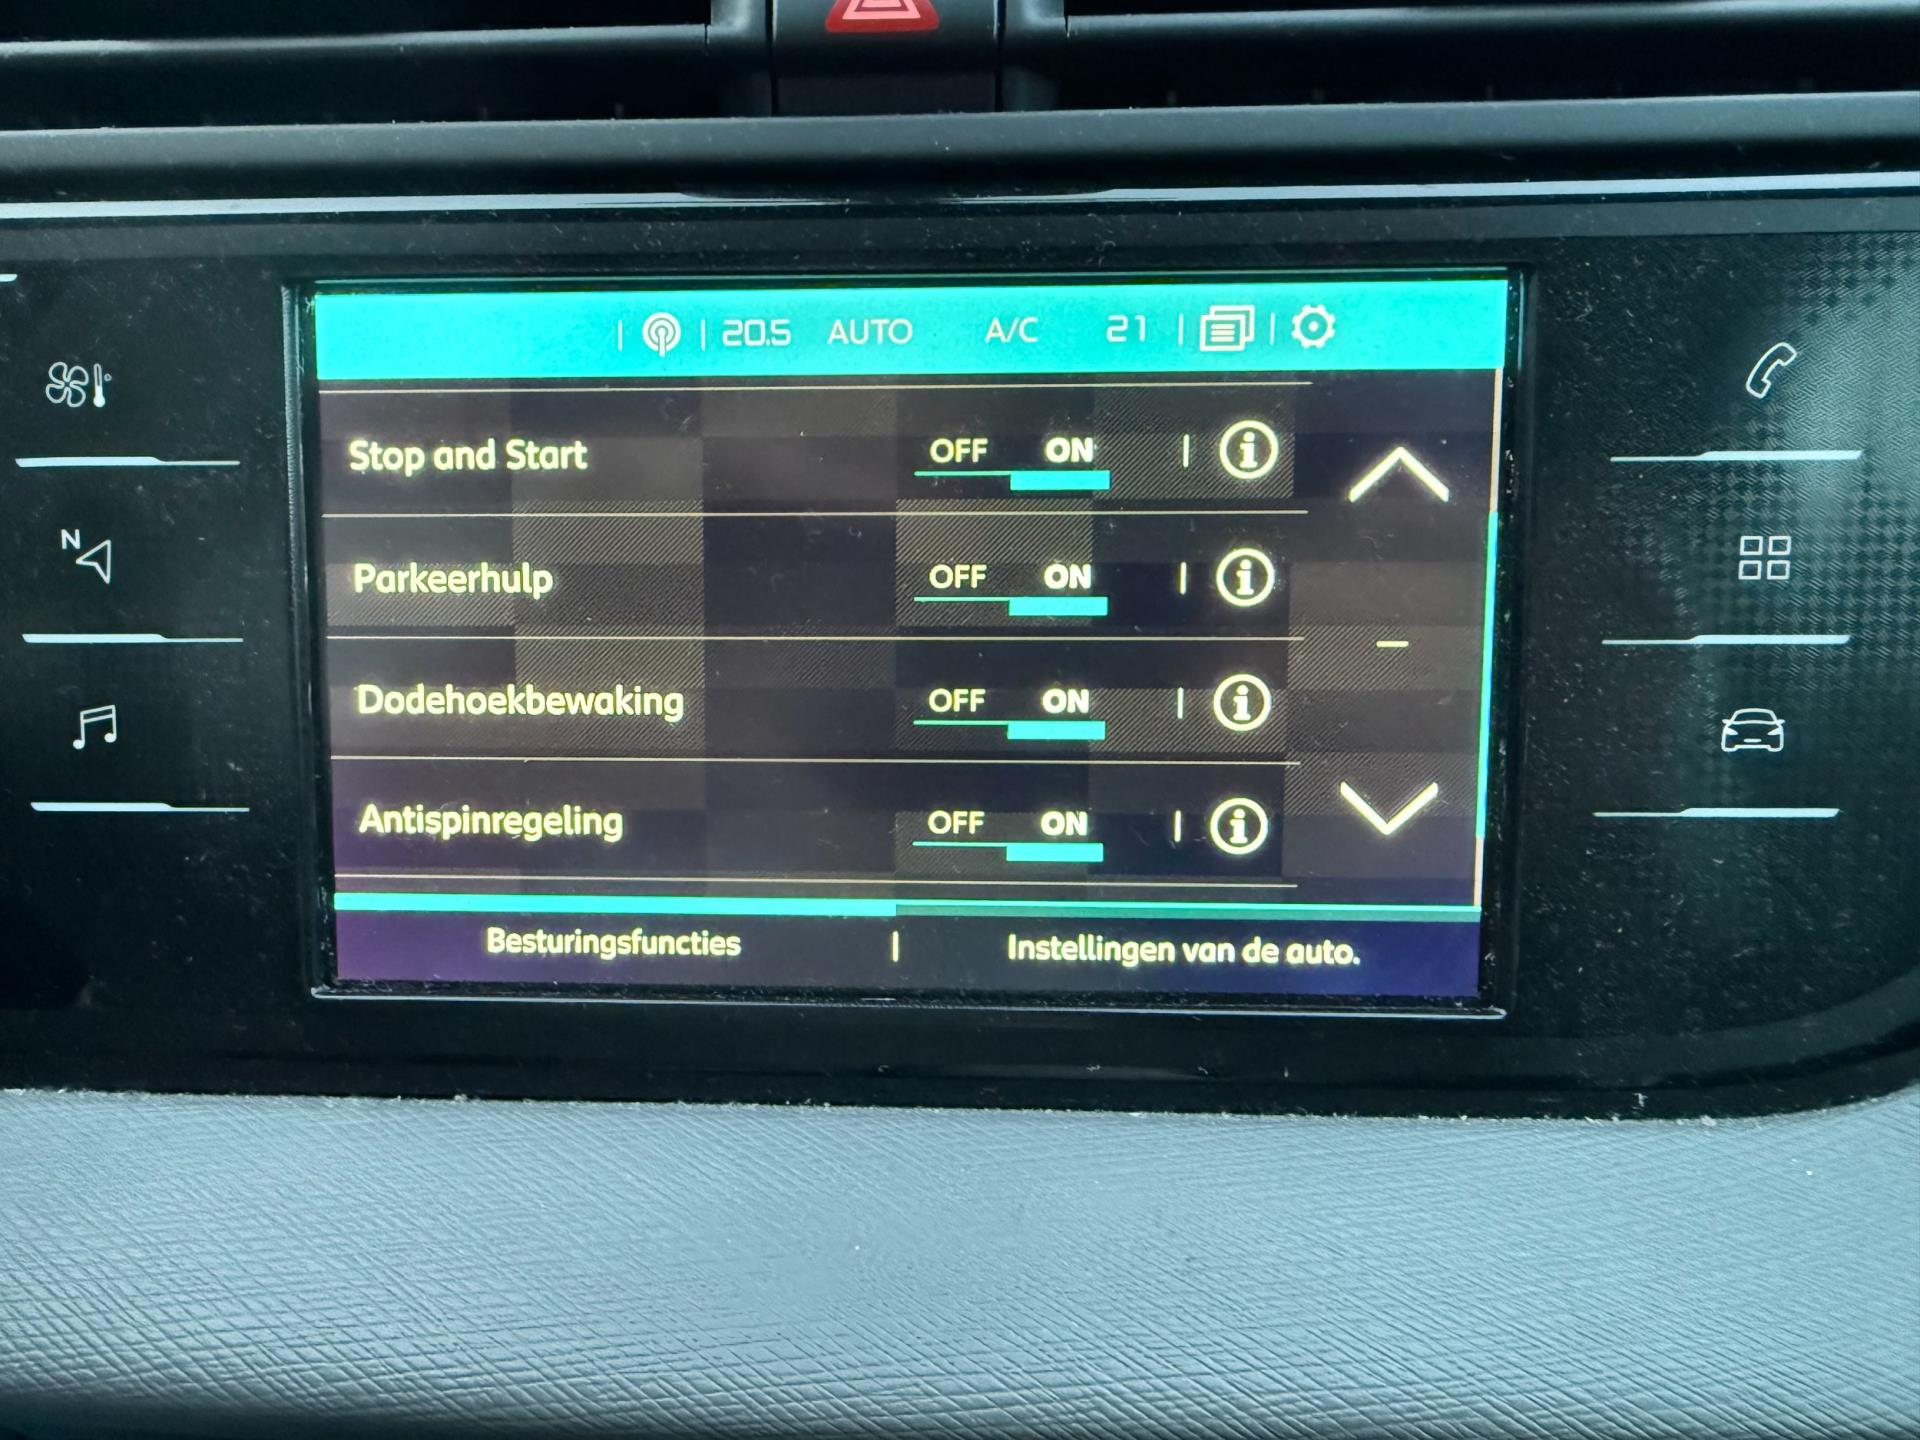 20.5 AUTO A/C 21
Stop and Start OFF ON
Parkeerhulp OFF ON
Dodehoekbewaking OFF ON
Antispinregeling OFF ON
Besturingsfuncties | Instellingen van de auto.
N